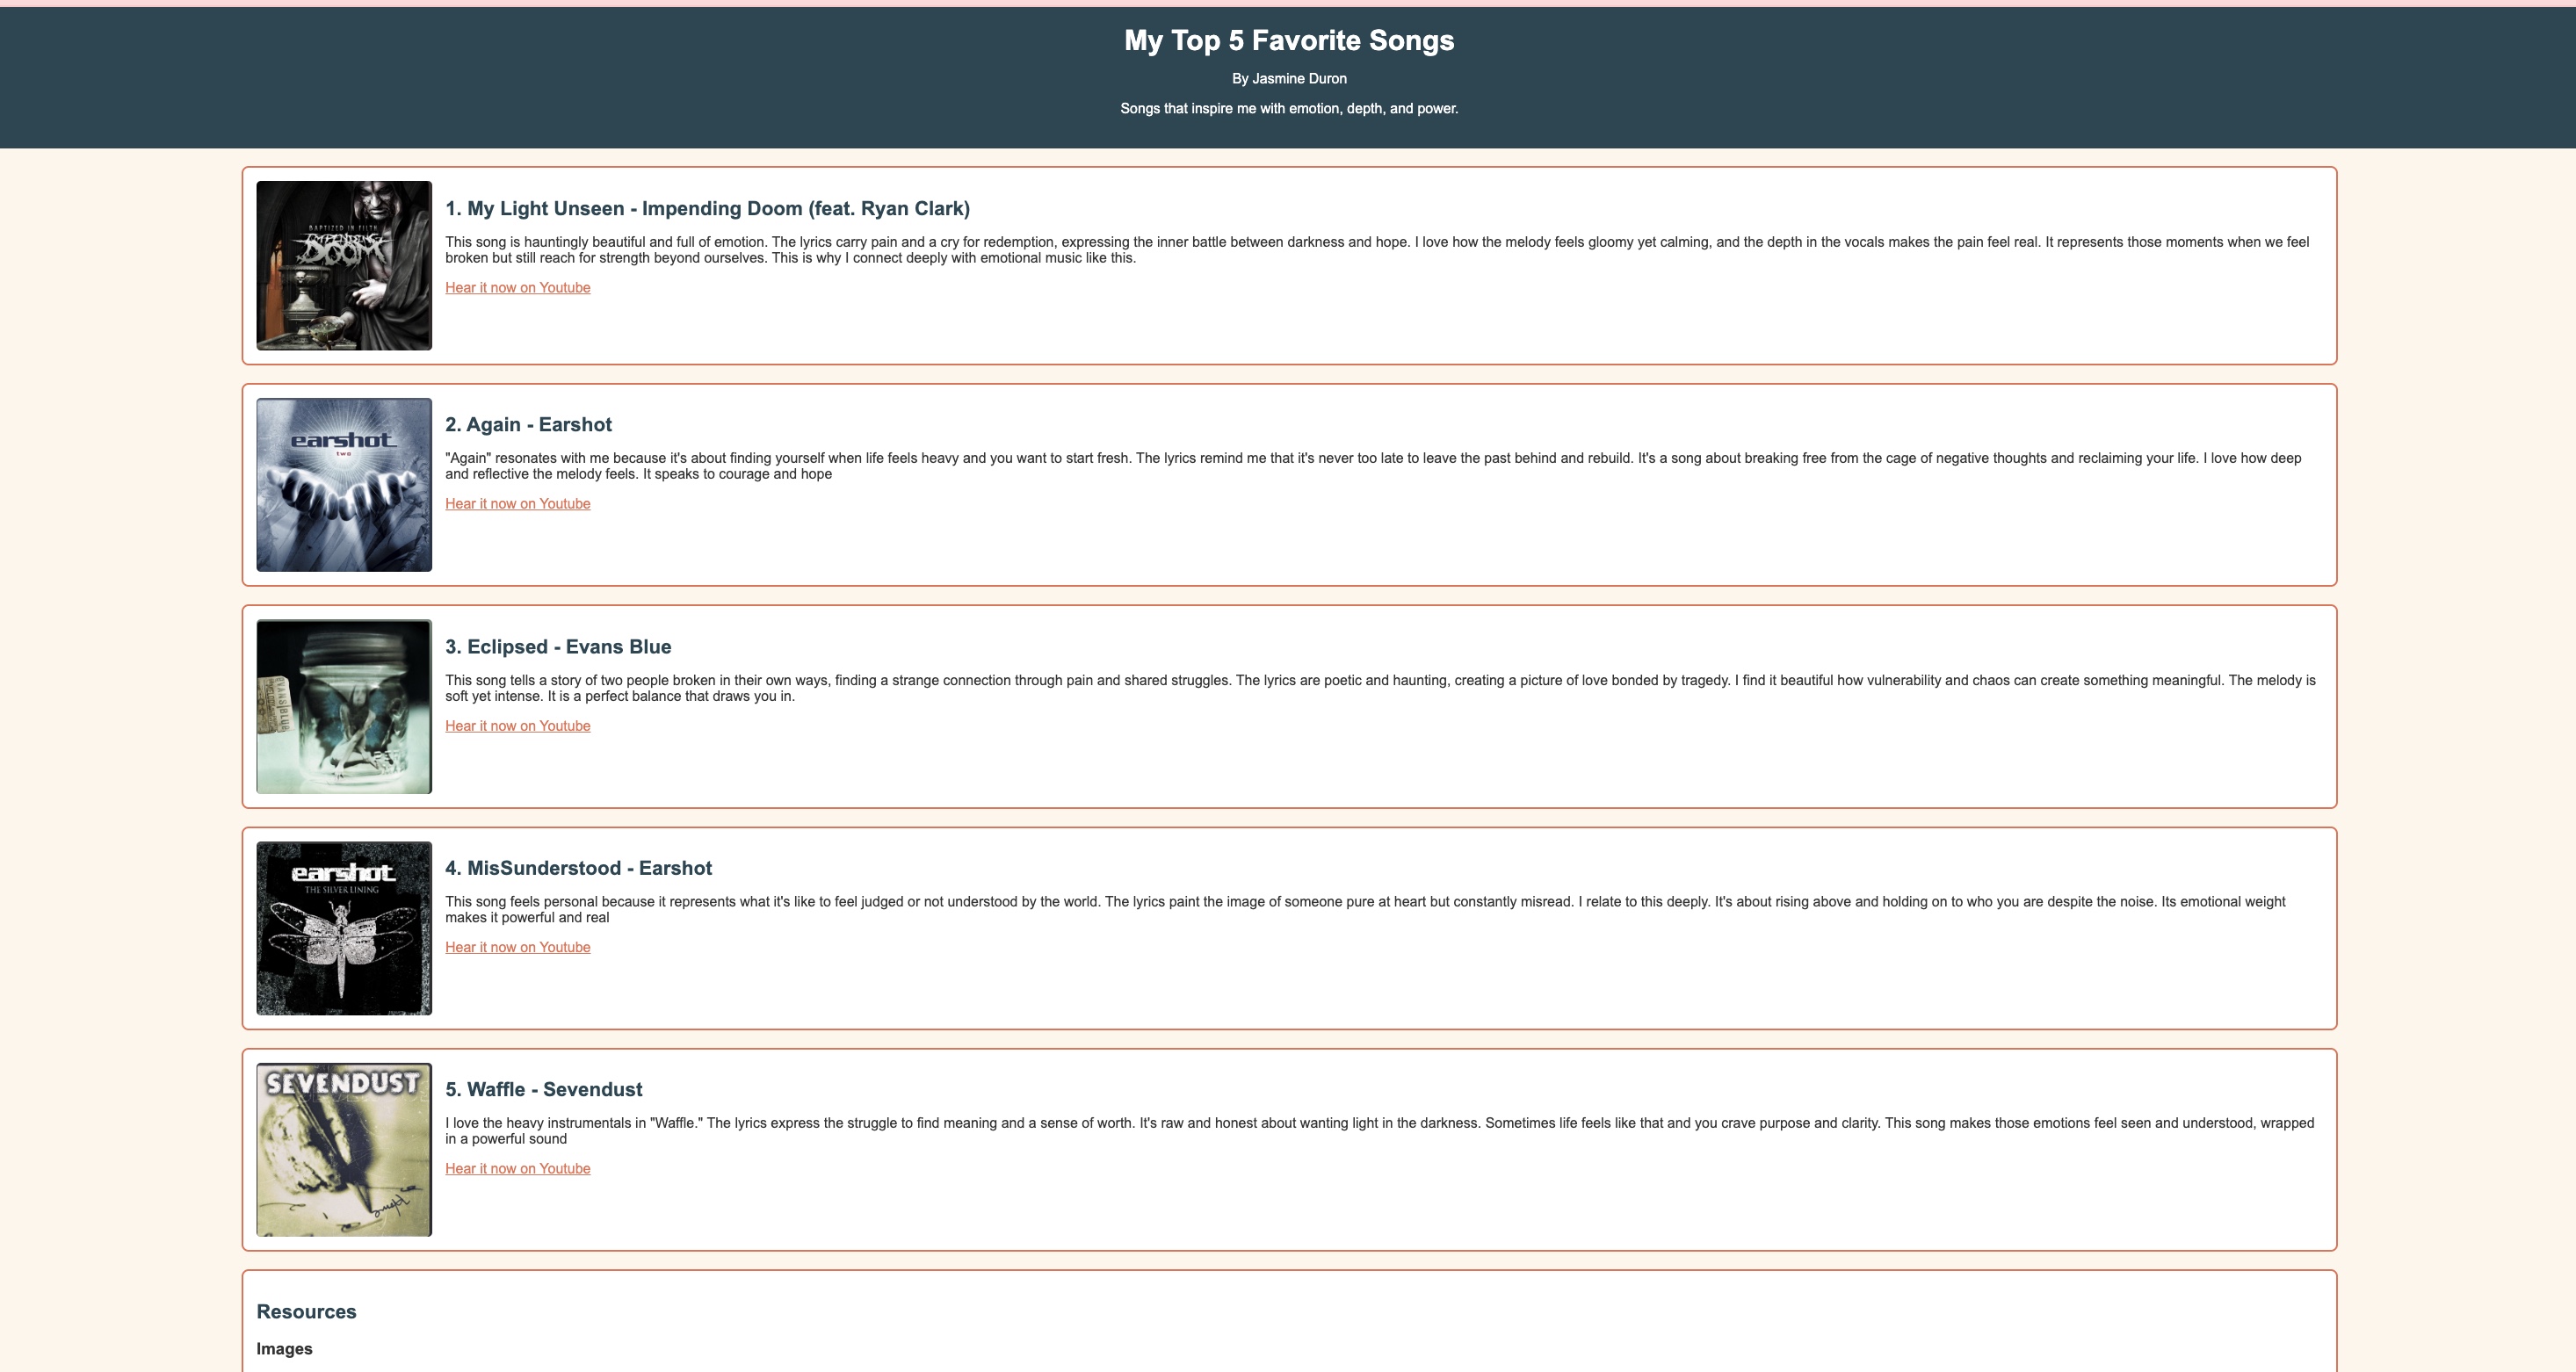 My Top 5 Favorite Songs
By Jasmine Duron
Songs that inspire me with emotion, depth, and power.
BAPTIZED IN FILTH
IMPENDING
DOOM
1. My Light Unseen - Impending Doom (feat. Ryan Clark)
This song is hauntingly beautiful and full of emotion. The lyrics carry pain and a cry for redemption, expressing the inner battle between darkness and hope. I love how the melody feels gloomy yet calming, and the depth in the vocals makes the pain feel real. It represents those moments when we feel
broken but still reach for strength beyond ourselves. This is why I connect deeply with emotional music like this.
Hear it now on Youtube
earshot
two
2. Again - Earshot
"Again" resonates with me because it's about finding yourself when life feels heavy and you want to start fresh. The lyrics remind me that it's never too late to leave the past behind and rebuild. It's a song about breaking free from the cage of negative thoughts and reclaiming your life. I love how deep
and reflective the melody feels. It speaks to courage and hope
Hear it now on Youtube
EVANS|BLUE
3. Eclipsed - Evans Blue
This song tells a story of two people broken in their own ways, finding a strange connection through pain and shared struggles. The lyrics are poetic and haunting, creating a picture of love bonded by tragedy. I find it beautiful how vulnerability and chaos can create something meaningful. The melody is
soft yet intense. It is a perfect balance that draws you in.
Hear it now on Youtube
earshot
THE SILVER LINING
4. MisSunderstood - Earshot
This song feels personal because it represents what it's like to feel judged or not understood by the world. The lyrics paint the image of someone pure at heart but constantly misread. I relate to this deeply. It's about rising above and holding on to who you are despite the noise. Its emotional weight
makes it powerful and real
Hear it now on Youtube
SEVENDUST
5. Waffle - Sevendust
I love the heavy instrumentals in "Waffle." The lyrics express the struggle to find meaning and a sense of worth. It's raw and honest about wanting light in the darkness. Sometimes life feels like that and you crave purpose and clarity. This song makes those emotions feel seen and understood, wrapped
in a powerful sound
Hear it now on Youtube
Resources
Images